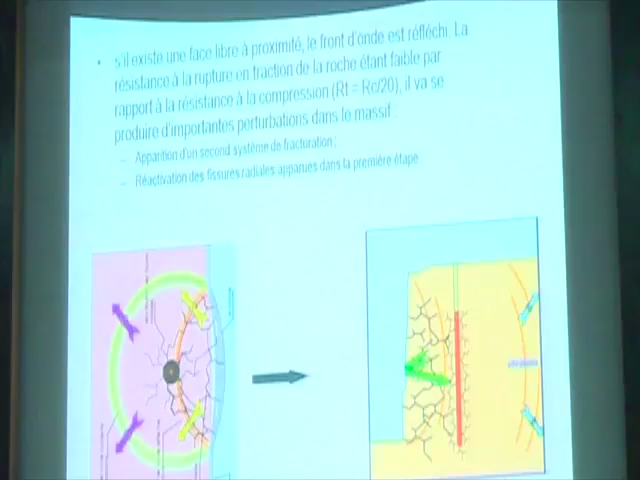 • s'il existe une face libre à proximité, le front d'onde est réfléchi. La
résistance à la rupture en traction de la roche étant faible par
rapport à la résistance à la compression (Rt = Rc/20), il va se
produire d'importantes perturbations dans le massif :
– Apparition d'un second système de fracturation ;
– Réactivation des fissures radiales apparues dans la première étape